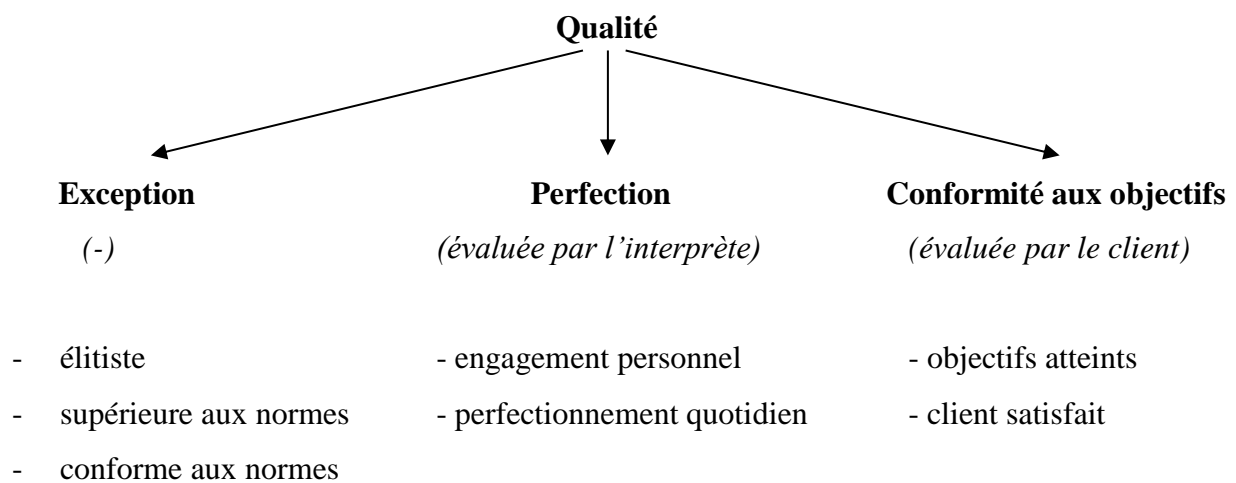 Qualité
Exception Perfection Conformité aux objectifs
(-) (évaluée par l’interprète) (évaluée par le client)
- élitiste - engagement personnel - objectifs atteints
- supérieure aux normes - perfectionnement quotidien - client satisfait
- conforme aux normes